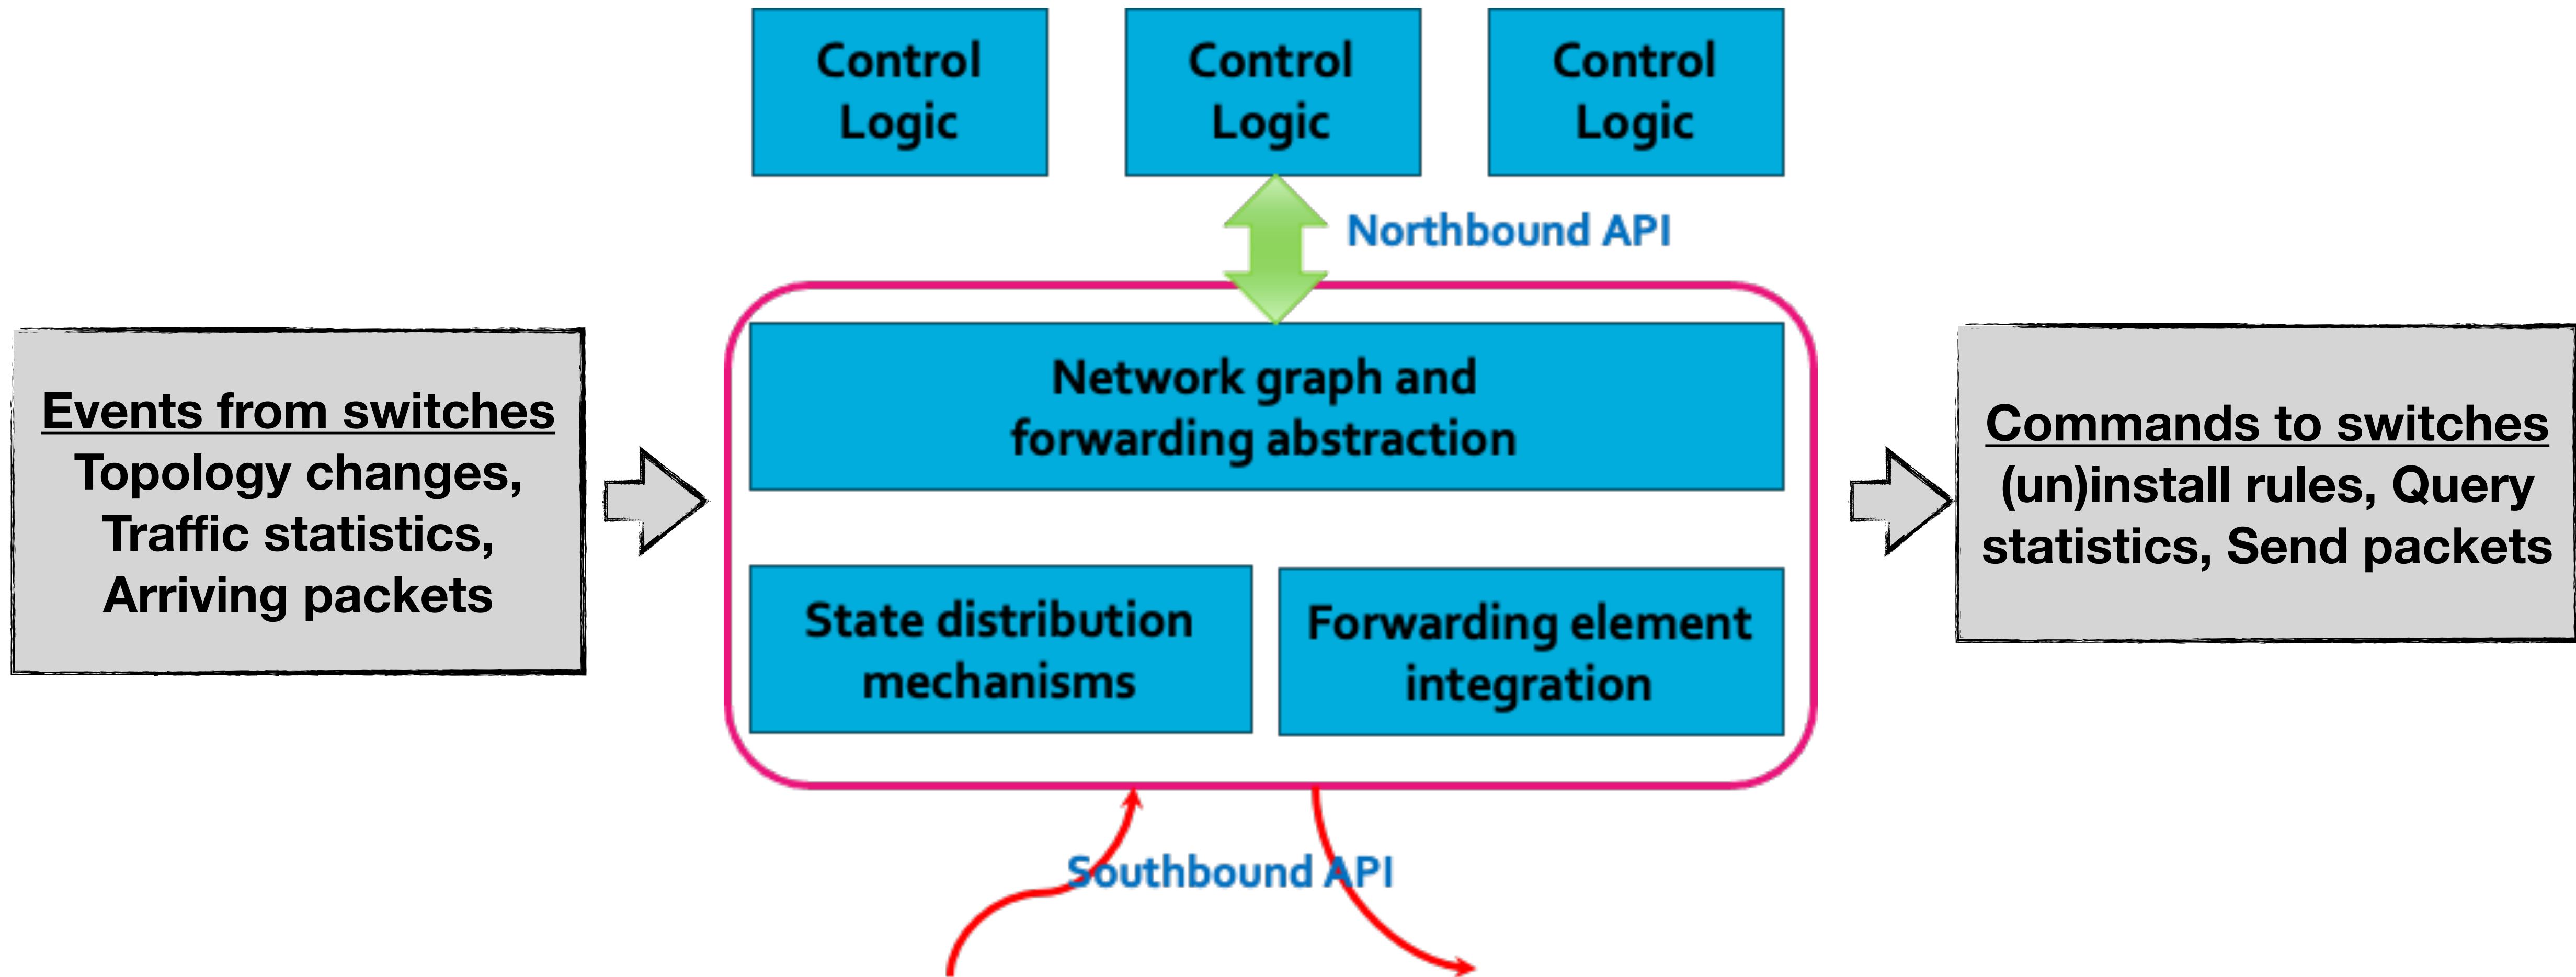 Control
Logic
Control
Logic
Control
Logic
Northbound API
Events from switches
Topology changes,
Traffic statistics,
Arriving packets
Network graph and
forwarding abstraction
State distribution
mechanisms
Forwarding element
integration
Commands to switches
(un)install rules, Query
statistics, Send packets
Southbound API